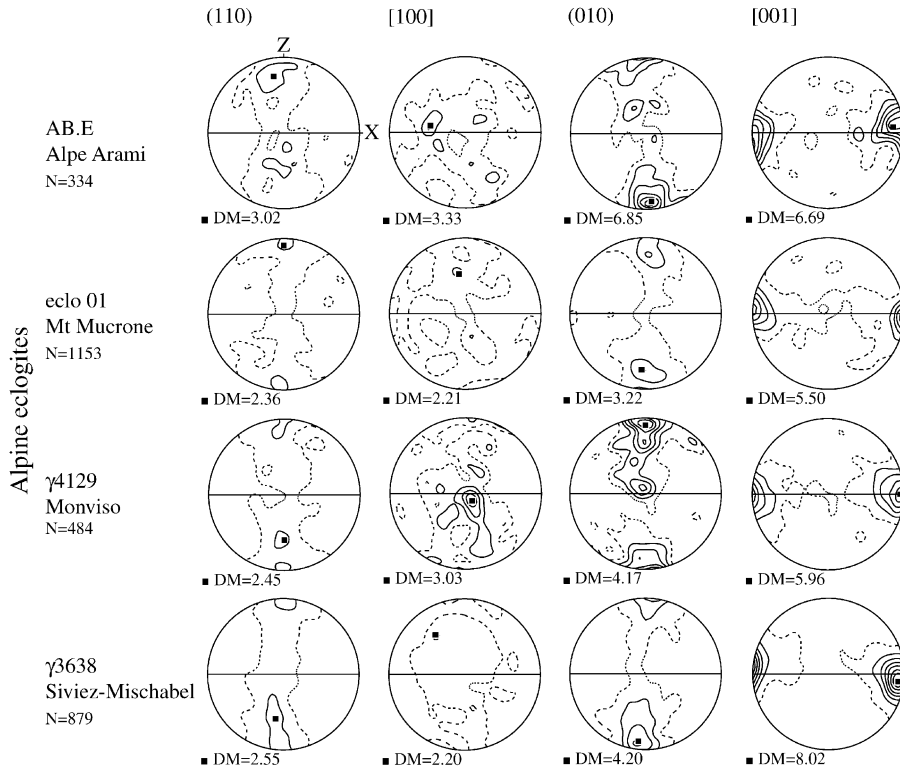 (110) [100] (010) [001]
Z
X
Alpine eclogites
AB.E
Alpe Arami
N=334
DM=3.02 DM=3.33 DM=6.85 DM=6.69
eclo 01
Mt Mucrone
N=1153
DM=2.36 DM=2.21 DM=3.22 DM=5.50
γ4129
Monviso
N=484
DM=2.45 DM=3.03 DM=4.17 DM=5.96
γ3638
Siviez-Mischabel
N=879
DM=2.55 DM=2.20 DM=4.20 DM=8.02